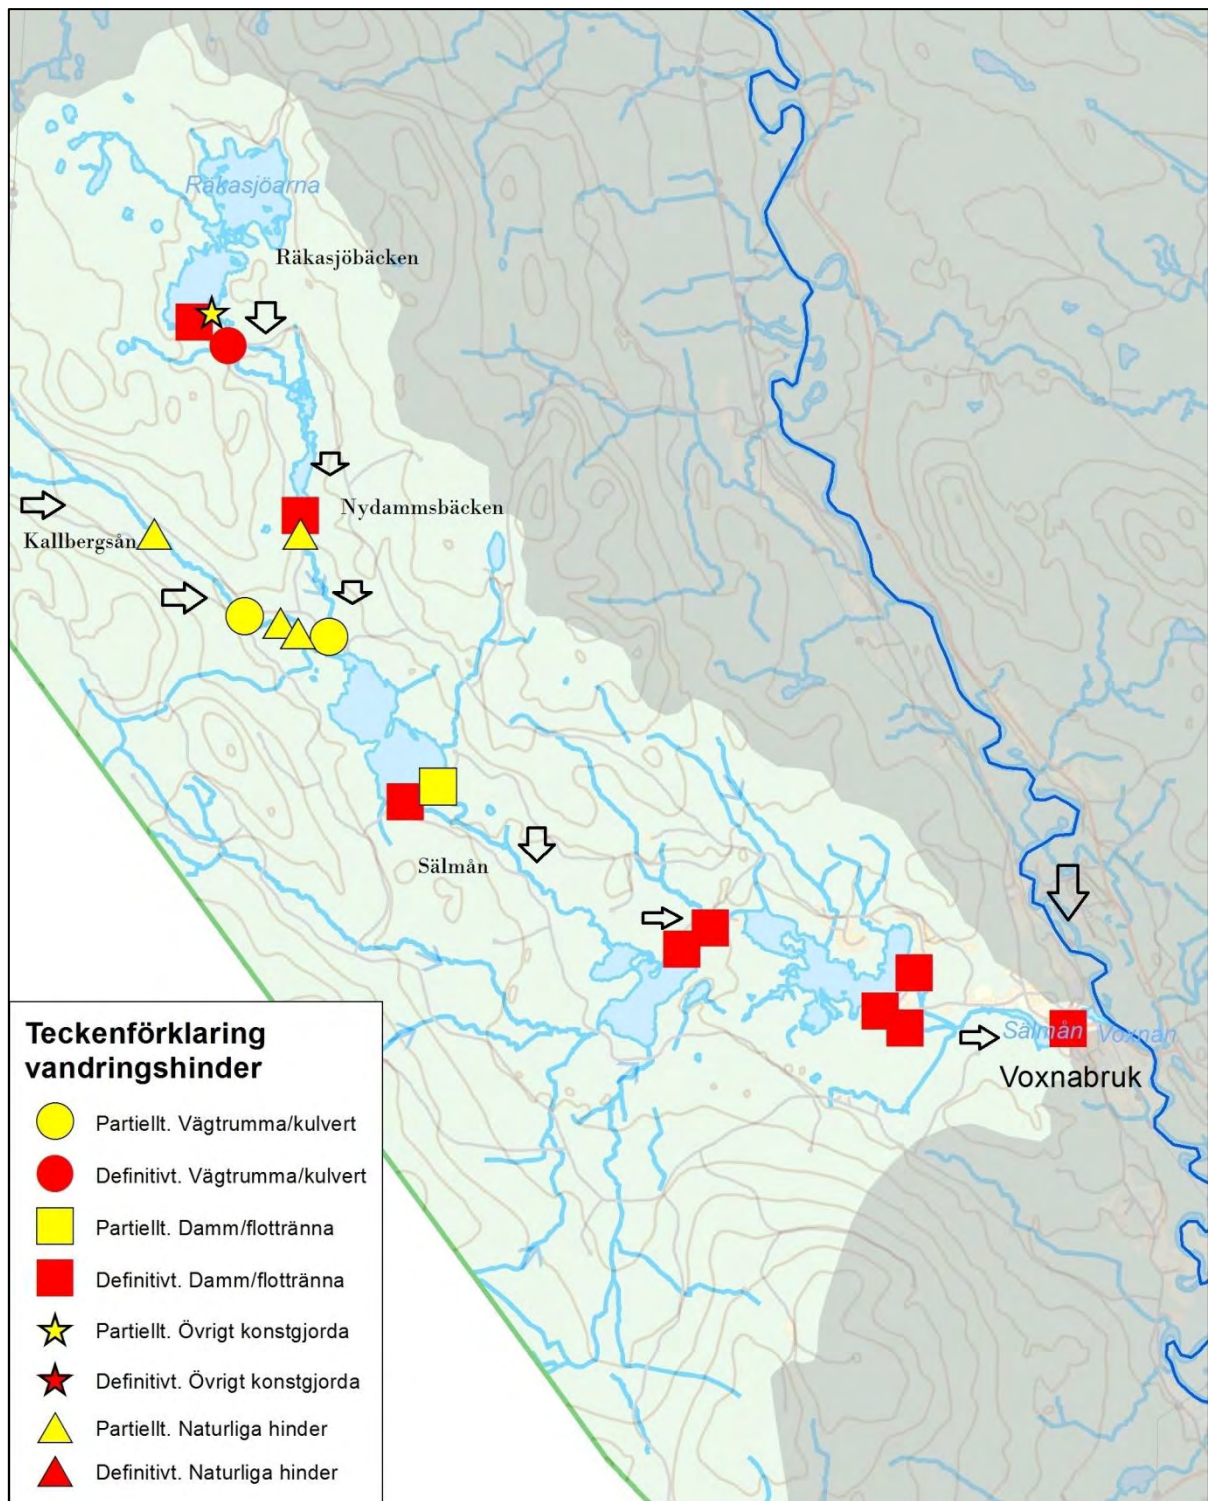 Räkasjöarna
Räkasjöbäcken
Nydammsbäcken
Kallbergsån
Sälmån
Sälmån
Voxnan
Voxnabruk
Teckenförklaring
vandringshinder
Partiellt. Vägtrumma/kulvert
Definitivt. Vägtrumma/kulvert
Partiellt. Damm/flottränna
Definitivt. Damm/flottränna
Partiellt. Övrigt konstgjorda
Definitivt. Övrigt konstgjorda
Partiellt. Naturliga hinder
Definitivt. Naturliga hinder